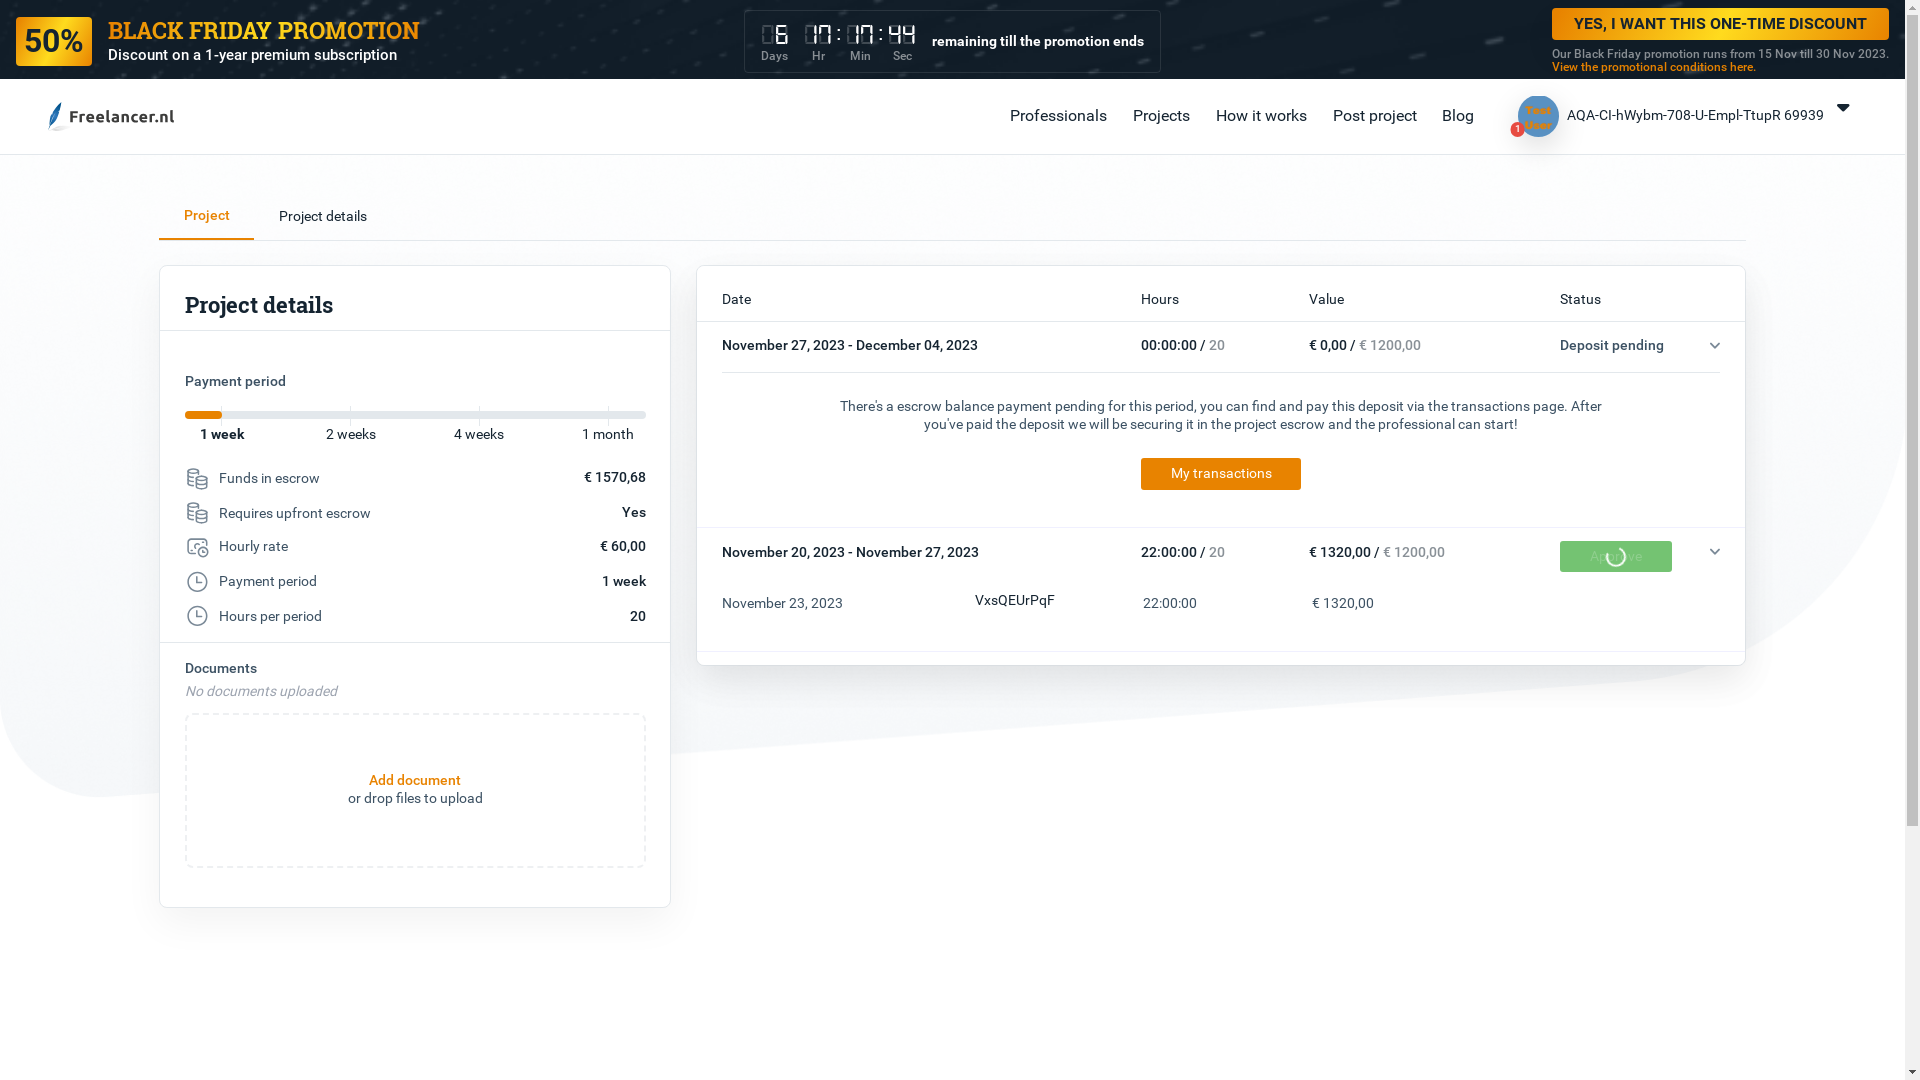 50%
BLACK FRIDAY PROMOTION
Discount on a 1-year premium subscription
6 17 : 17 : 44
Days Hr Min Sec
remaining till the promotion ends
YES, I WANT THIS ONE-TIME DISCOUNT
Our Black Friday promotion runs from 15 Nov till 30 Nov 2023.
View the promotional conditions here.
Freelancer.nl
Professionals Projects How it works Post project Blog
Test
User
1
AQA-CI-hWybm-708-U-Empl-TtupR 69939
Project Project details
Project details
Payment period
1 week 2 weeks 4 weeks 1 month
Funds in escrow € 1570,68
Requires upfront escrow Yes
Hourly rate € 60,00
Payment period 1 week
Hours per period 20
Documents
No documents uploaded
Add document
or drop files to upload
Date Hours Value Status
November 27, 2023 - December 04, 2023 00:00:00 / 20 € 0,00 / € 1200,00 Deposit pending
There's a escrow balance payment pending for this period, you can find and pay this deposit via the transactions page. After
you've paid the deposit we will be securing it in the project escrow and the professional can start!
My transactions
November 20, 2023 - November 27, 2023 22:00:00 / 20 € 1320,00 / € 1200,00 Approve
November 23, 2023 VxsQEUrPqF 22:00:00 € 1320,00